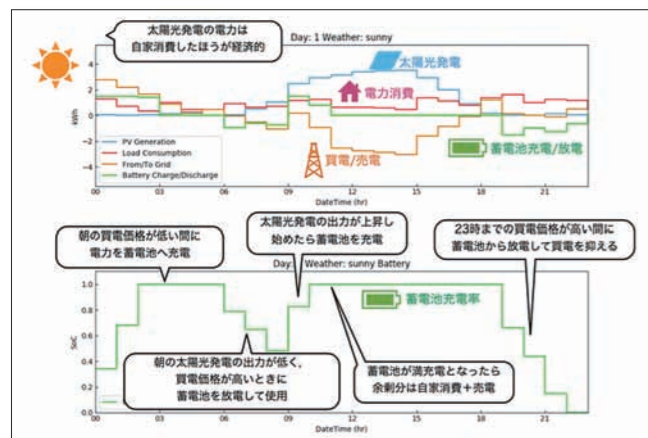 太陽光発電の電力は
自家消費したほうが経済的
Day: 1 Weather: sunny
太陽光発電
電力消費
買電/売電
蓄電池充電/放電
kWh
4
2
0
−2
−4
PV Generation
Load Consumption
From/To Grid
Battery Charge/Discharge
00 03 06 09 12 15 18 21
DateTime (hr)
朝の買電価格が低い間に
電力を蓄電池へ充電
太陽光発電の出力が上昇し
始めたら蓄電池を充電
23時までの買電価格が高い間に
蓄電池から放電して買電を抑える
Day: Weather: sunny Battery
蓄電池充電率
SoC
1.0
0.8
0.6
0.4
0.2
0.0
朝の太陽光発電の出力が低く,
買電価格が高いときに
蓄電池を放電して使用
蓄電池が満充電となったら
余剰分は自家消費+売電
00 03 06 09 12 15 18 21
DateTime (hr)